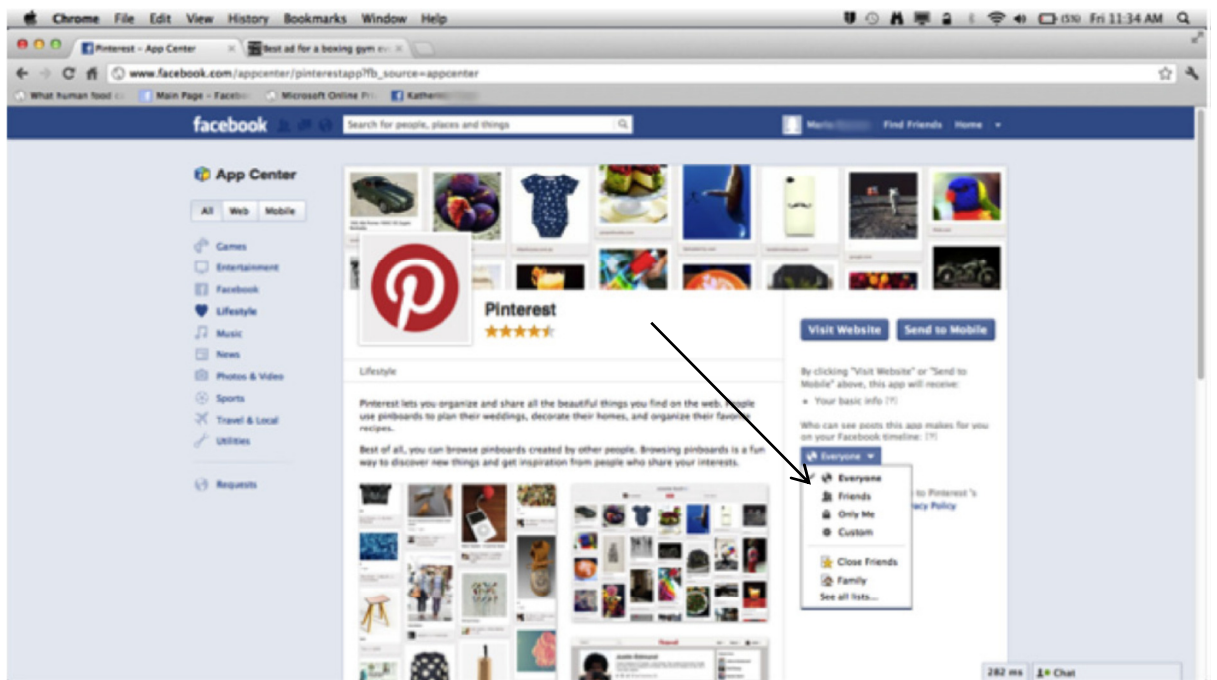 Chrome File Edit View History Bookmarks Window Help
Fri 11:34 AM
Pinterest – App Center
Best ad for a boxing gym
www.facebook.com/appcenter/pinterestapp?fb_source=appcenter
What human food
Main Page – Facebo
Microsoft Online
Katherin
facebook
Search for people, places and things
Find Friends Home
App Center
All Web Mobile
Games
Entertainment
Facebook
Lifestyle
Music
News
Photos & Video
Sports
Travel & Local
Utilities
Requests
Pinterest
Lifestyle
Pinterest lets you organize and share all the beautiful things you find on the web. People
use pinboards to plan their weddings, decorate their homes, and organize their favorite
recipes.
Best of all, you can browse pinboards created by other people. Browsing pinboards is a fun
way to discover new things and get inspiration from people who share your interests.
Visit Website Send to Mobile
By clicking "Visit Website" or "Send to
Mobile" above, this app will receive:
• Your basic info [?]
Who can see posts this app makes for you
on your Facebook timeline: [?]
Everyone
Everyone
Friends
Only Me
Custom
Close Friends
Family
See all lists...
to Pinterest 's
acy Policy
282 ms
Chat